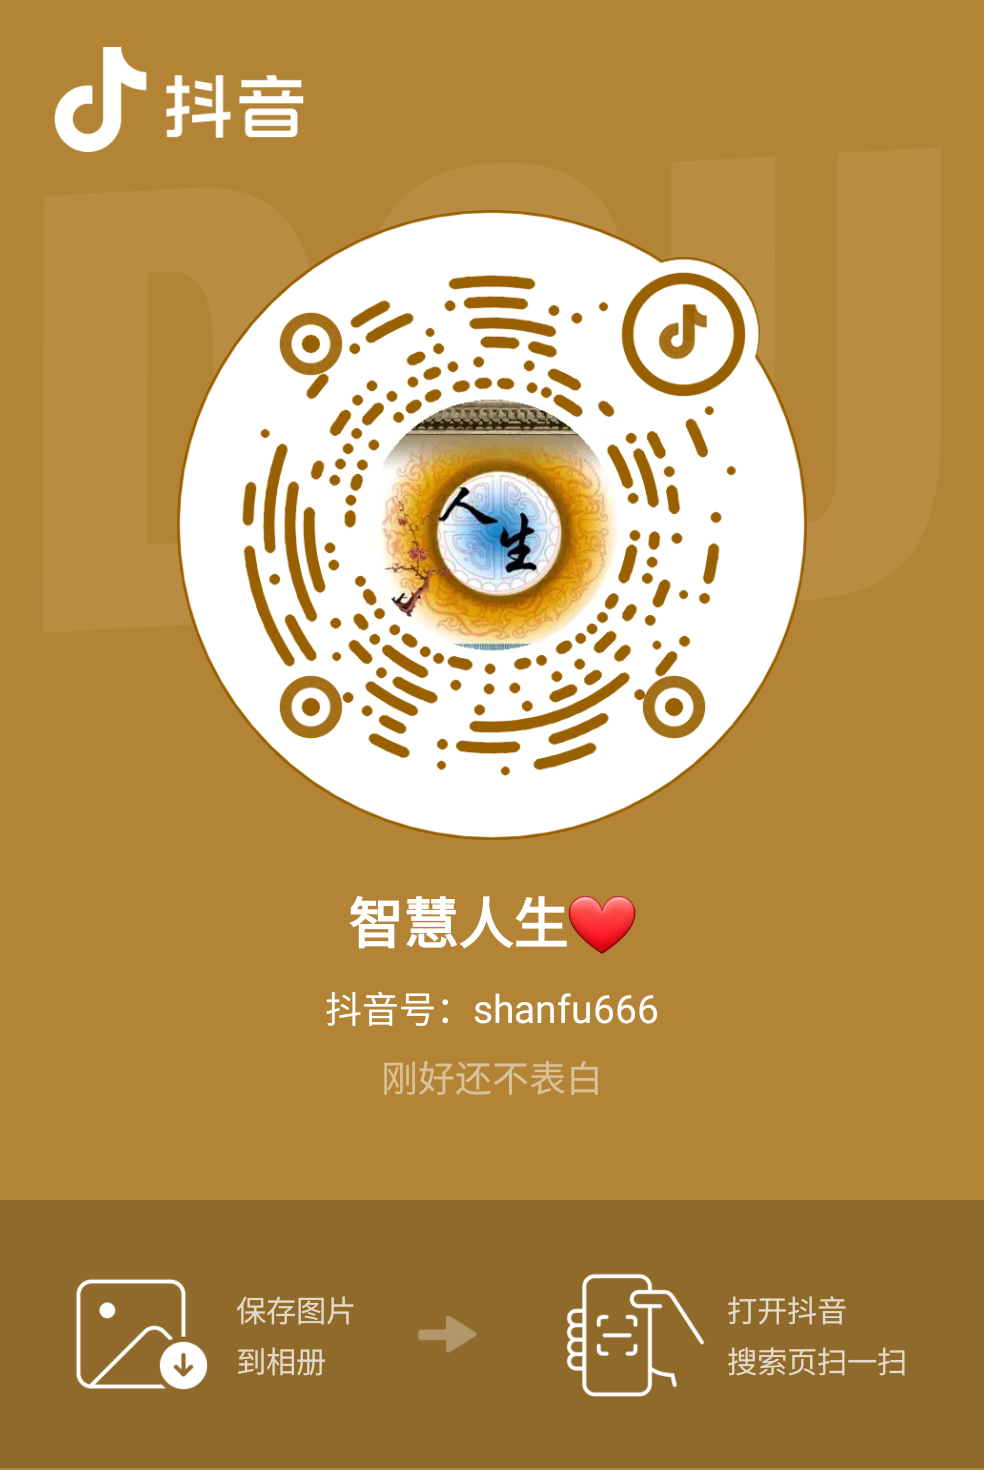 抖音
DOU
人生
智慧人生❤️
抖音号：shanfu666
刚好还不表白
保存图片
到相册
打开抖音
搜索页扫一扫